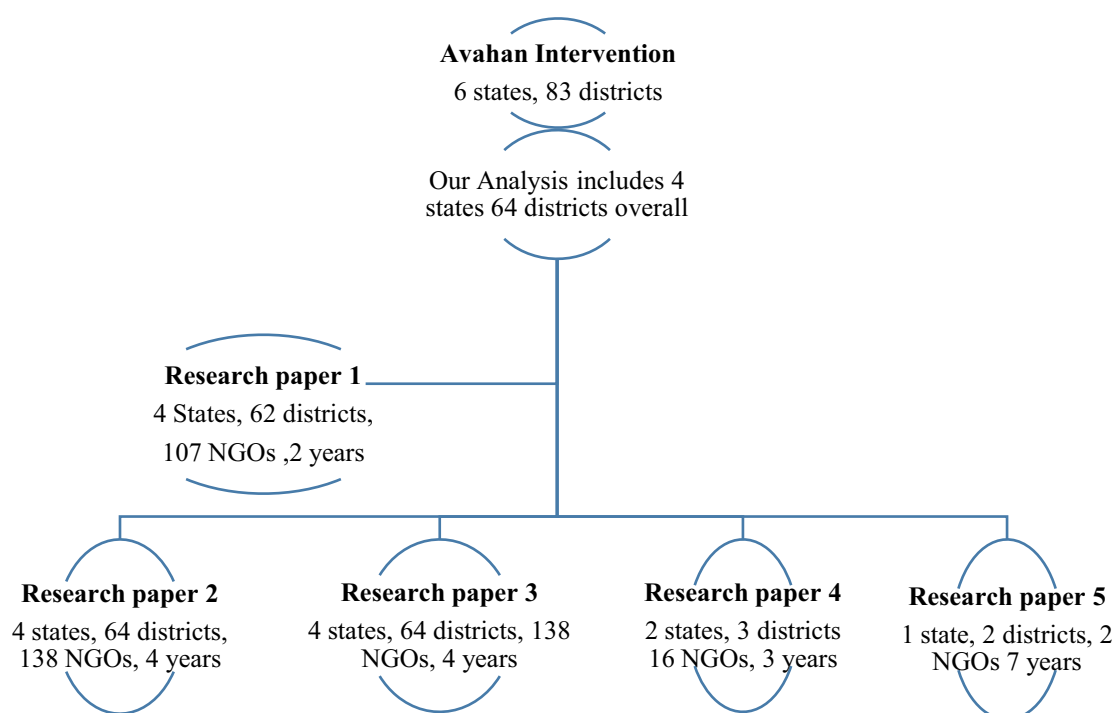 Avahan Intervention
6 states, 83 districts
Our Analysis includes 4
states 64 districts overall
Research paper 1
4 States, 62 districts,
107 NGOs ,2 years
Research paper 2
4 states, 64 districts,
138 NGOs, 4 years
Research paper 3
4 states, 64 districts, 138
NGOs, 4 years
Research paper 4
2 states, 3 districts
16 NGOs, 3 years
Research paper 5
1 state, 2 districts, 2
NGOs 7 years